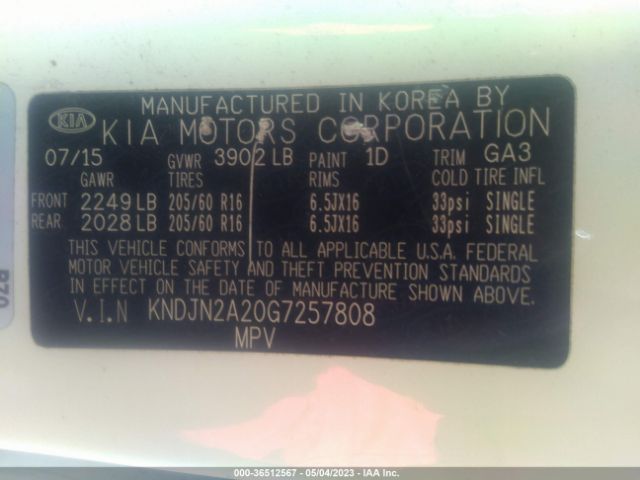 MANUFACTURED IN KOREA BY
KIA KIA MOTORS CORPORATION
07/15 GVWR 3902 LB PAINT 1D TRIM GA3
GAWR TIRES RIMS COLD TIRE INFL
FRONT 2249 LB 205/60 R16 6.5JX16 33psi SINGLE
REAR 2028 LB 205/60 R16 6.5JX16 33psi SINGLE
THIS VEHICLE CONFORMS TO ALL APPLICABLE U.S.A. FEDERAL
MOTOR VEHICLE SAFETY AND THEFT PREVENTION STANDARDS
IN EFFECT ON THE DATE OF MANUFACTURE SHOWN ABOVE.
V.I.N KNDJN2A20G7257808
MPV
000-36512567 - 05/04/2023 - IAA Inc.